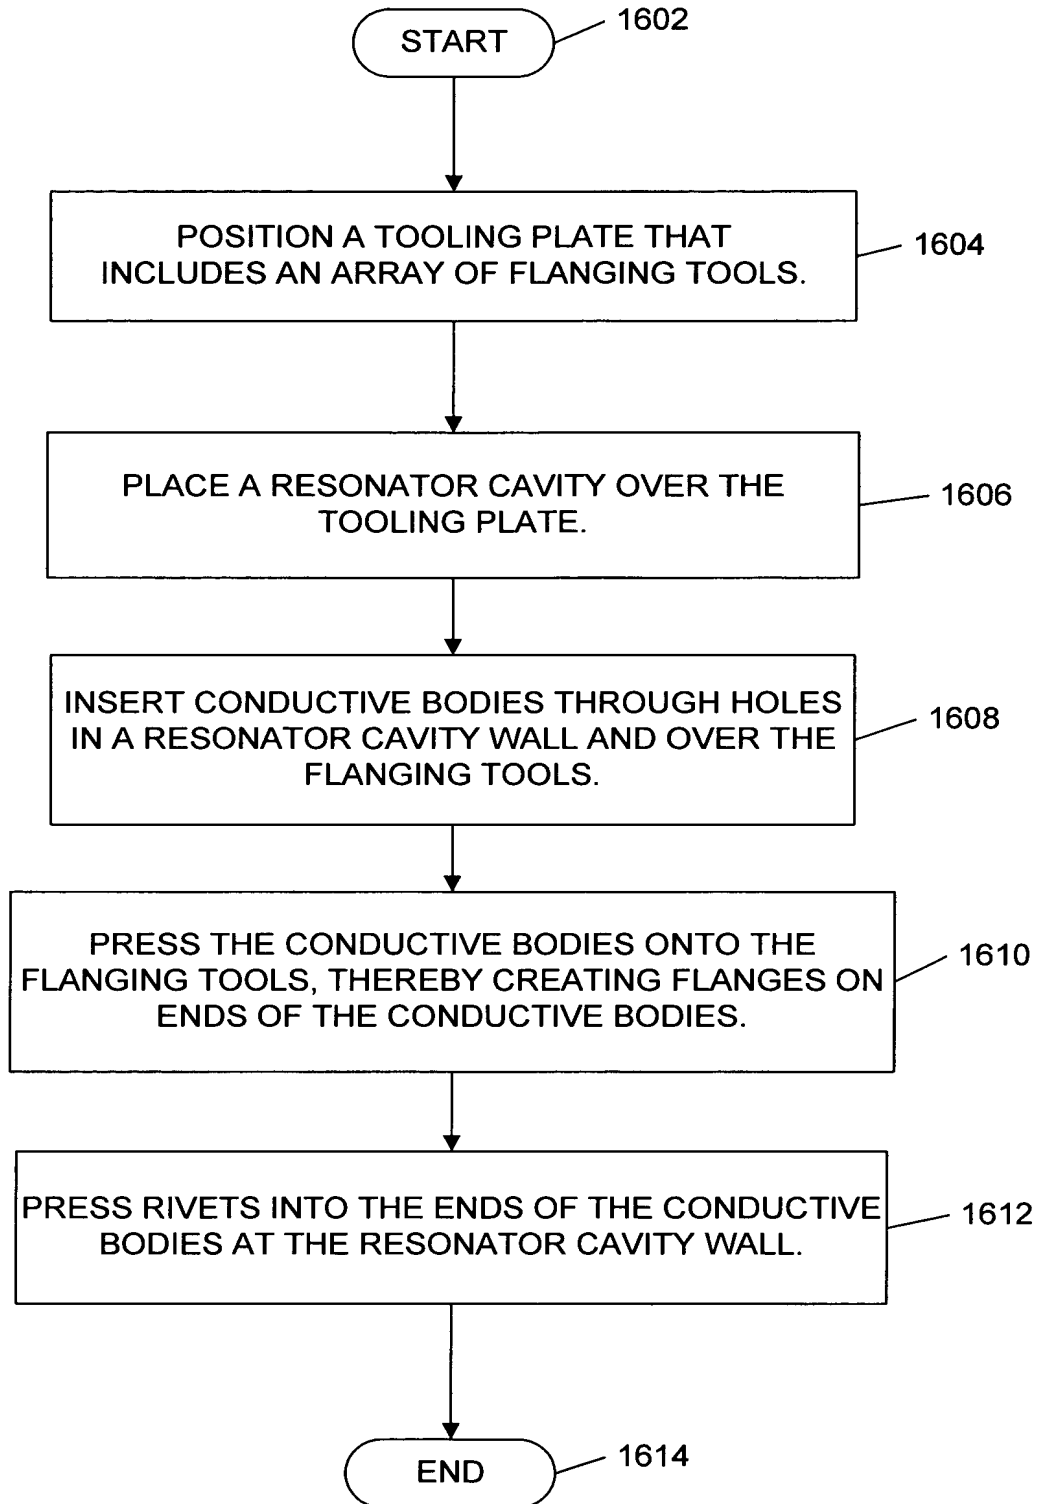 START
1602
POSITION A TOOLING PLATE THAT
INCLUDES AN ARRAY OF FLANGING TOOLS.
1604
PLACE A RESONATOR CAVITY OVER THE
TOOLING PLATE.
1606
INSERT CONDUCTIVE BODIES THROUGH HOLES
IN A RESONATOR CAVITY WALL AND OVER THE
FLANGING TOOLS.
1608
PRESS THE CONDUCTIVE BODIES ONTO THE
FLANGING TOOLS, THEREBY CREATING FLANGES ON
ENDS OF THE CONDUCTIVE BODIES.
1610
PRESS RIVETS INTO THE ENDS OF THE CONDUCTIVE
BODIES AT THE RESONATOR CAVITY WALL.
1612
END
1614